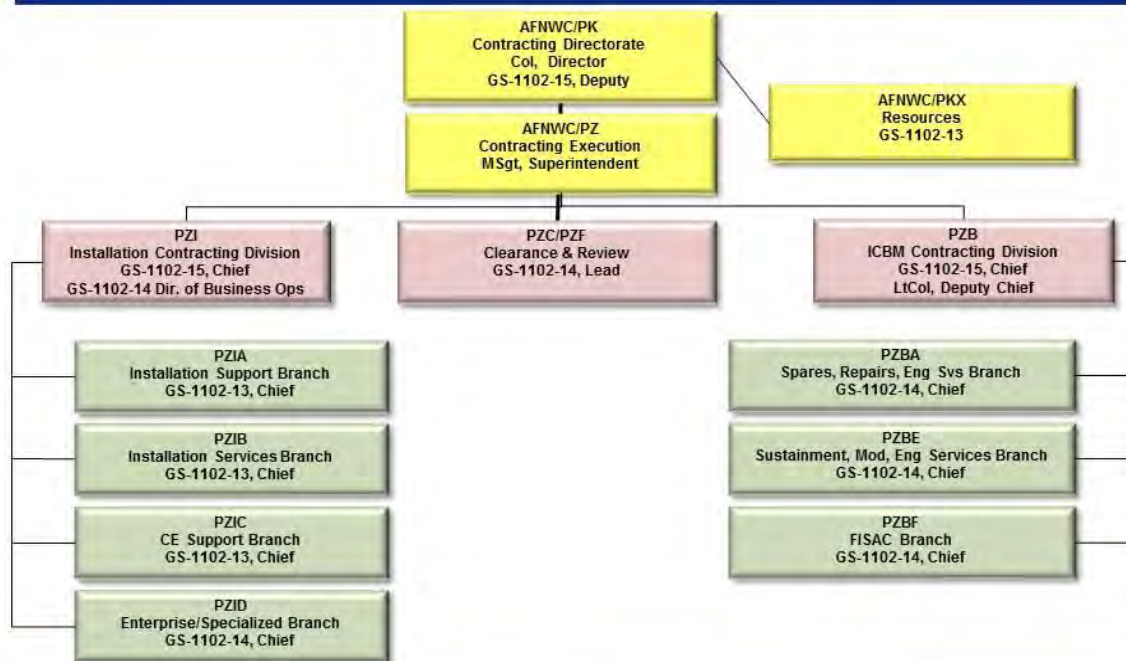 AFNWC/PK
Contracting Directorate
Col, Director
GS-1102-15, Deputy
AFNWC/PKX
Resources
GS-1102-13
AFNWC/PZ
Contracting Execution
MSgt, Superintendent
PZI
Installation Contracting Division
GS-1102-15, Chief
GS-1102-14 Dir. of Business Ops
PZC/PZF
Clearance & Review
GS-1102-14, Lead
PZB
ICBM Contracting Division
GS-1102-15, Chief
LtCol, Deputy Chief
PZIA
Installation Support Branch
GS-1102-13, Chief
PZIB
Installation Services Branch
GS-1102-13, Chief
PZIC
CE Support Branch
GS-1102-13, Chief
PZID
Enterprise/Specialized Branch
GS-1102-14, Chief
PZBA
Spares, Repairs, Eng Svs Branch
GS-1102-14, Chief
PZBE
Sustainment, Mod, Eng Services Branch
GS-1102-14, Chief
PZBF
FISAC Branch
GS-1102-14, Chief